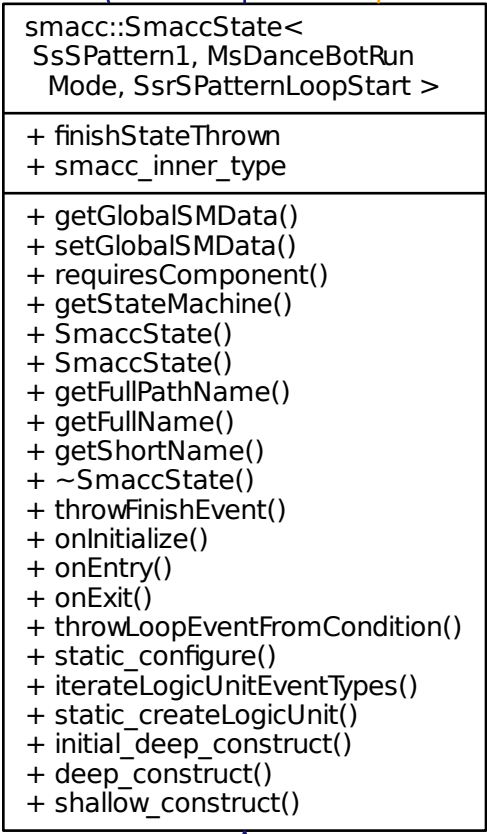 smacc::SmaccState<
SsSPattern1, MsDanceBotRun
Mode, SsrSPatternLoopStart >
+ finishStateThrown
+ smacc_inner_type
+ getGlobalSMData()
+ setGlobalSMData()
+ requiresComponent()
+ getStateMachine()
+ SmaccState()
+ SmaccState()
+ getFullPathName()
+ getFullName()
+ getShortName()
+ ~SmaccState()
+ throwFinishEvent()
+ onInitialize()
+ onEntry()
+ onExit()
+ throwLoopEventFromCondition()
+ static_configure()
+ iterateLogicUnitEventTypes()
+ static_createLogicUnit()
+ initial_deep_construct()
+ deep_construct()
+ shallow_construct()